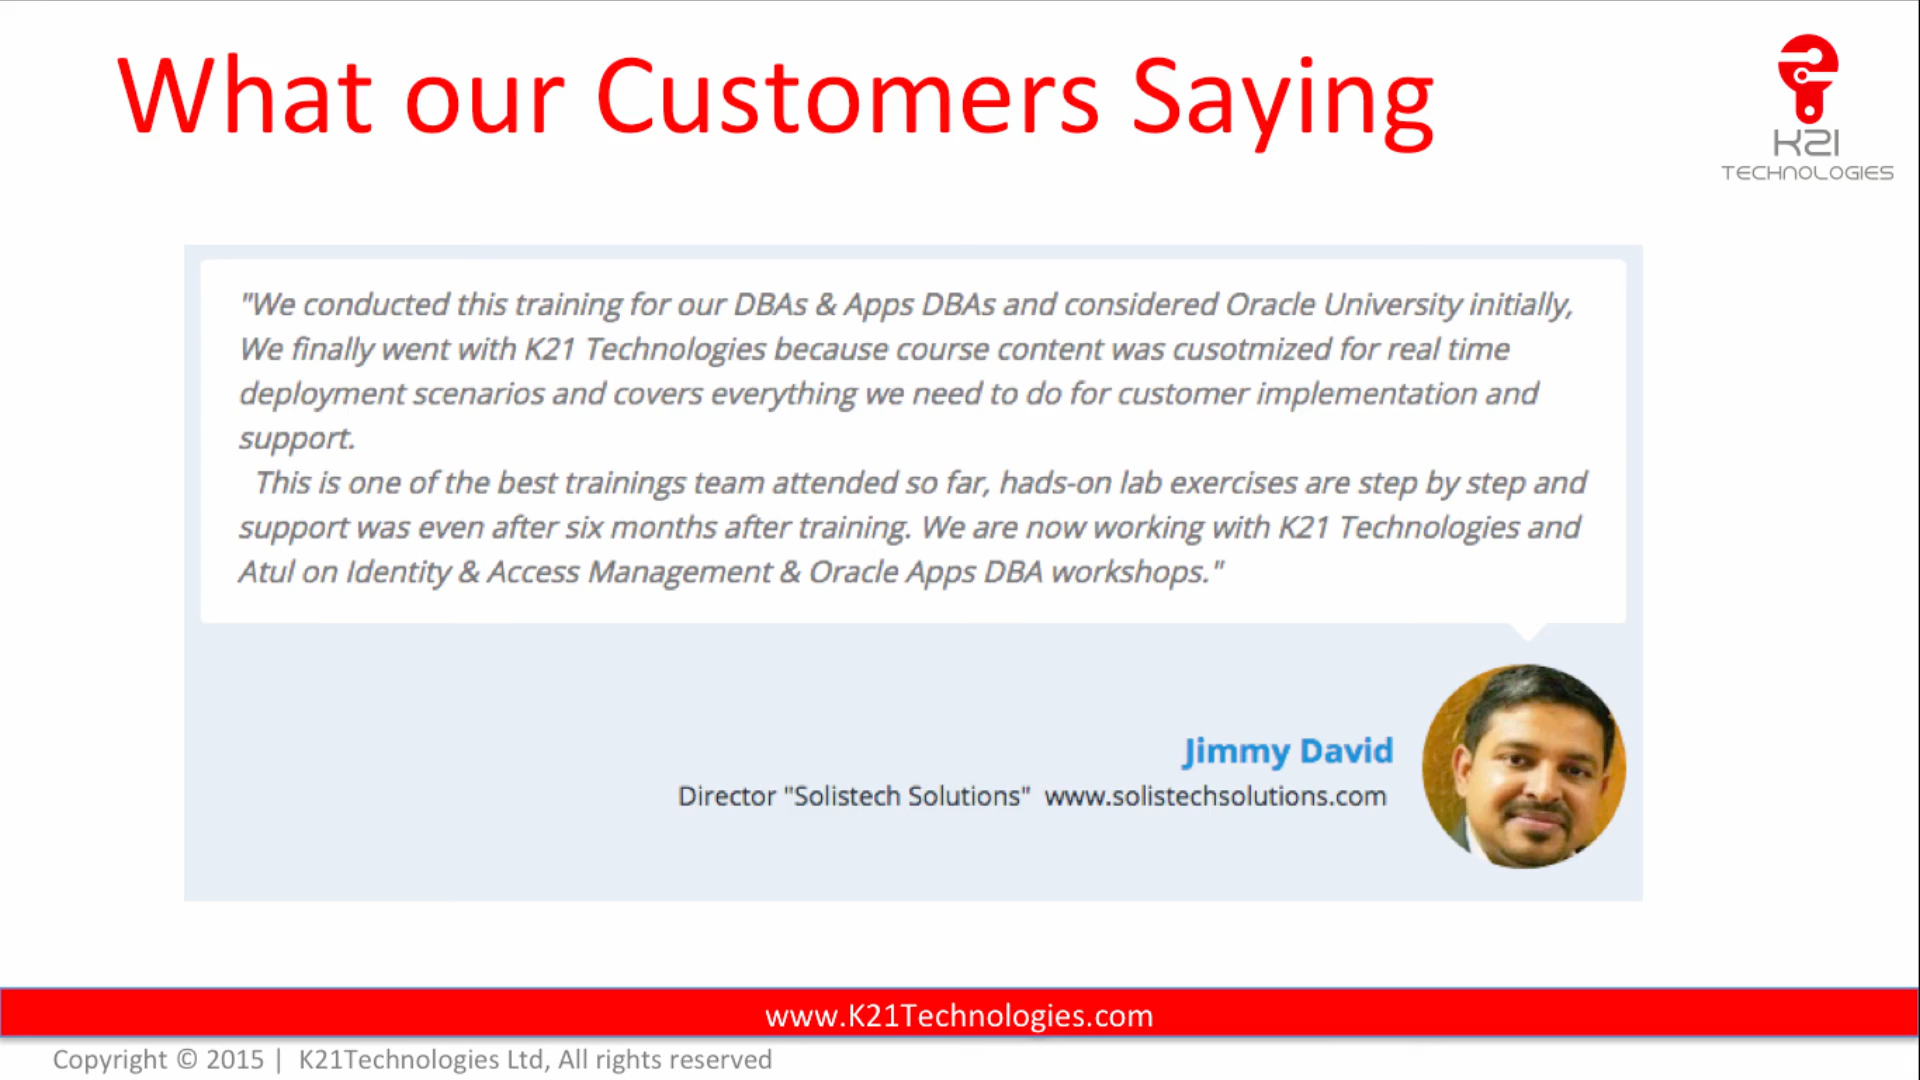 What our Customers Saying
K21
TECHNOLOGIES
"We conducted this training for our DBAs & Apps DBAs and considered Oracle University initially,
We finally went with K21 Technologies because course content was cusotmized for real time
deployment scenarios and covers everything we need to do for customer implementation and
support.
This is one of the best trainings team attended so far, hads-on lab exercises are step by step and
support was even after six months after training. We are now working with K21 Technologies and
Atul on Identity & Access Management & Oracle Apps DBA workshops."
Jimmy David
Director "Solistech Solutions" www.solistechsolutions.com
www.K21Technologies.com
Copyright © 2015 | K21Technologies Ltd, All rights reserved